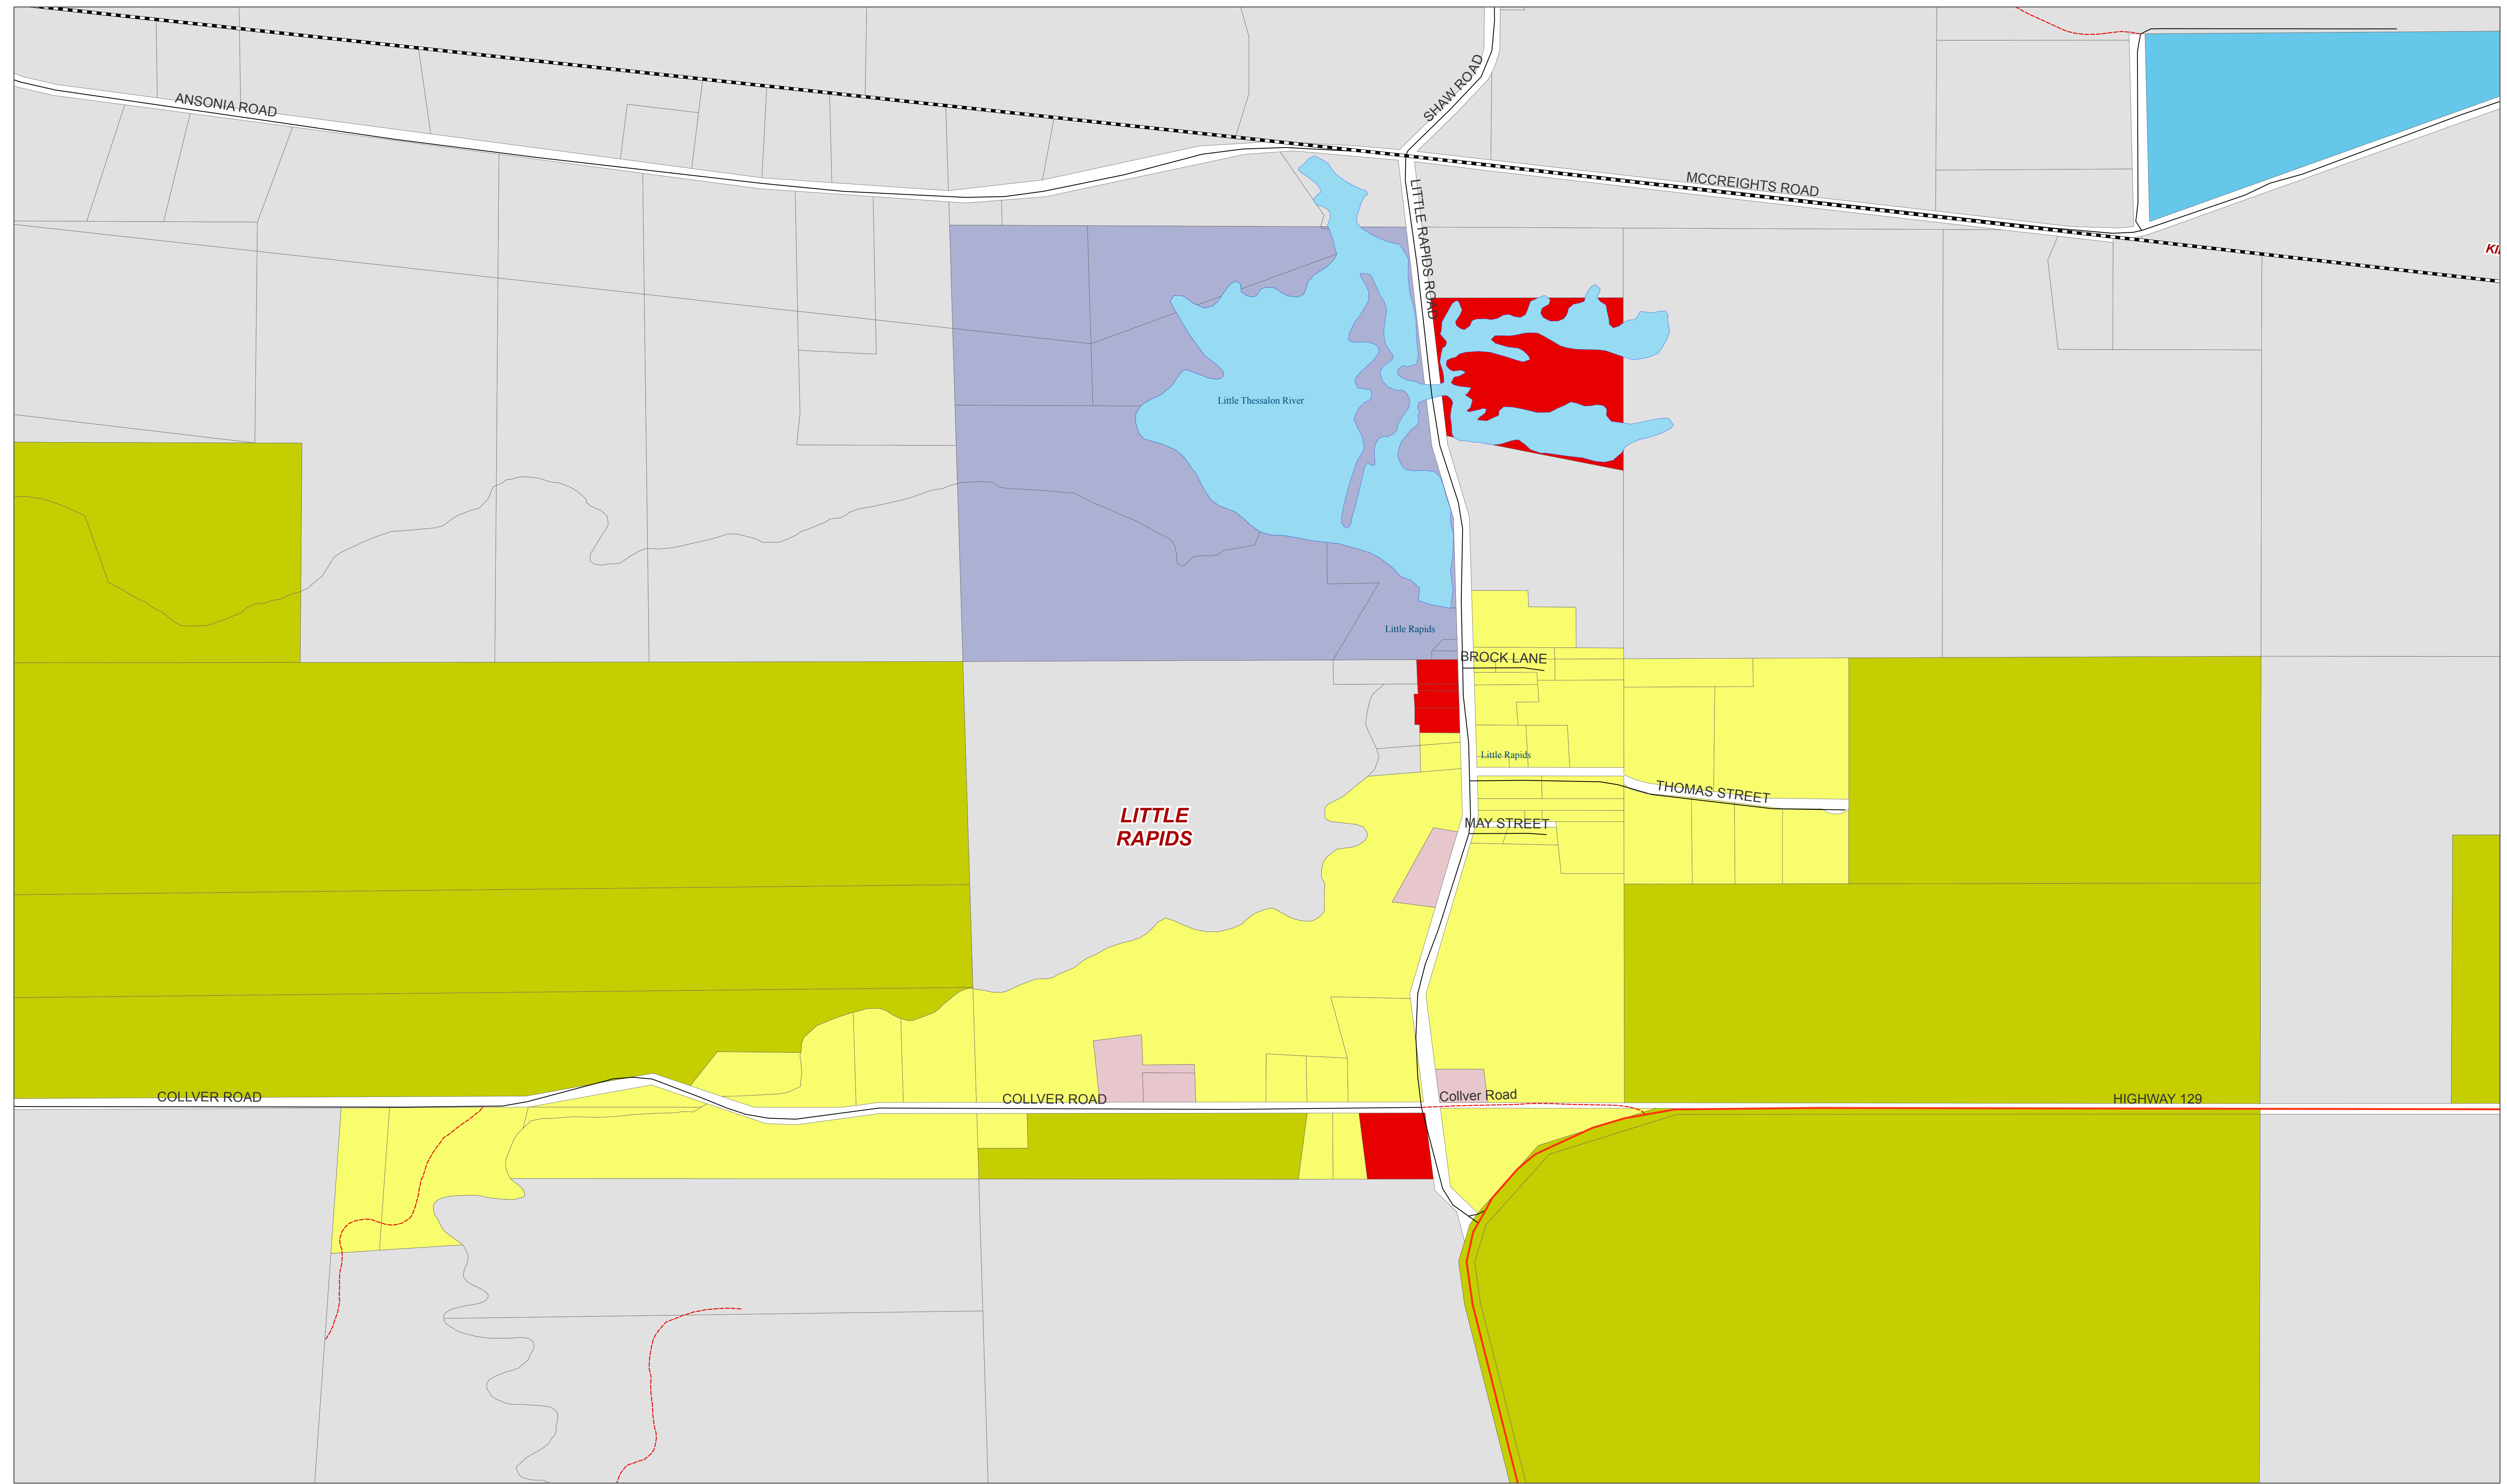 SHAW ROAD
ANSONIA ROAD
MCCREIGHTS ROAD
LITTLE RAPIDS ROAD
Little Thessalon River
Little Rapids
BROCK LANE
Little Rapids
THOMAS STREET
LITTLE
RAPIDS
MAY STREET
COLLVER ROAD
COLLVER ROAD
Collver Road
HIGHWAY 129